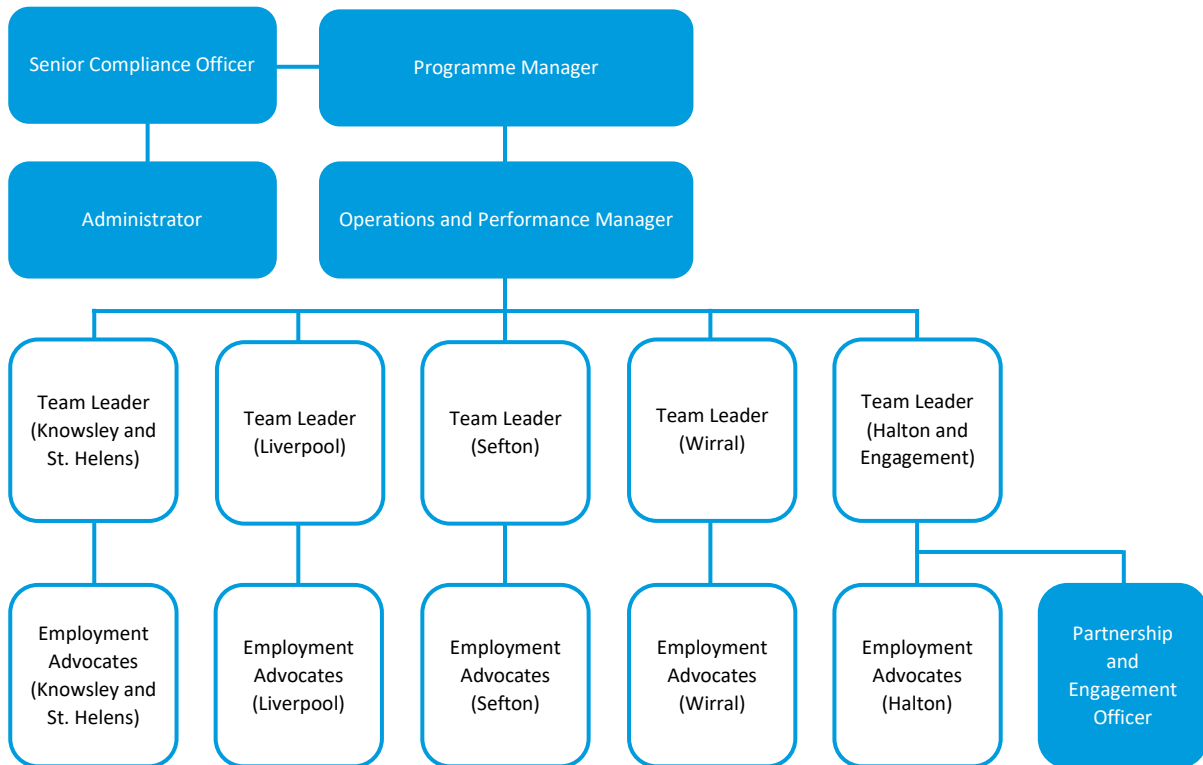 Senior Compliance Officer
Programme Manager
Administrator
Operations and Performance Manager
Team Leader
(Knowsley and
St. Helens)
Team Leader
(Liverpool)
Team Leader
(Sefton)
Team Leader
(Wirral)
Team Leader
(Halton and
Engagement)
Employment
Advocates
(Knowsley and
St. Helens)
Employment
Advocates
(Liverpool)
Employment
Advocates
(Sefton)
Employment
Advocates
(Wirral)
Employment
Advocates
(Halton)
Partnership
and
Engagement
Officer